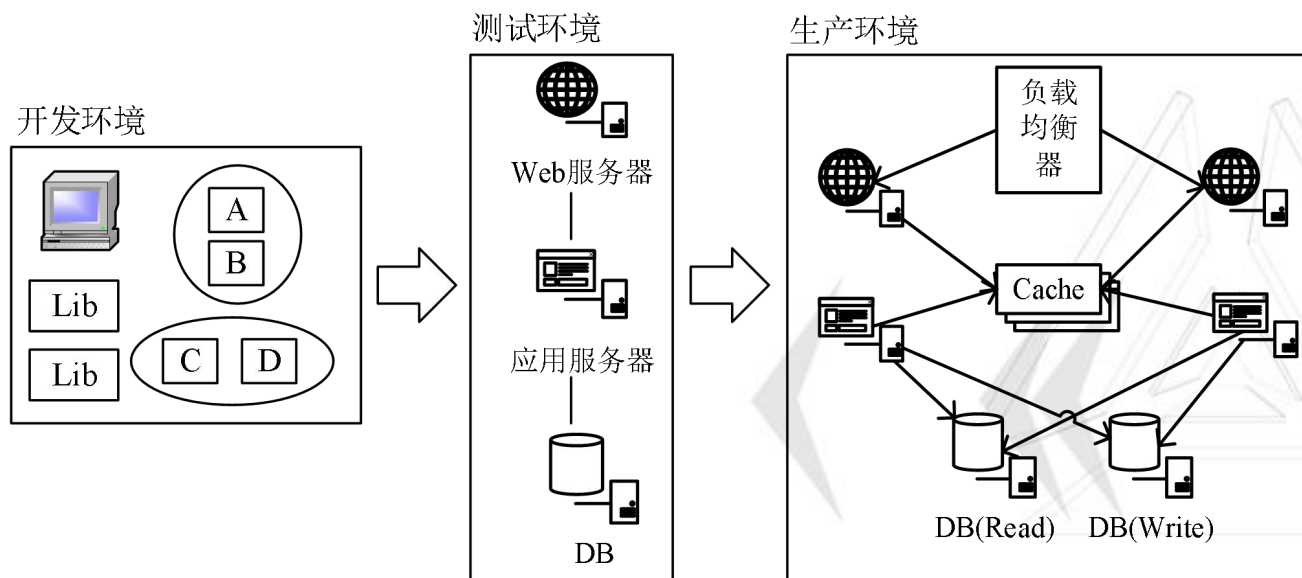 开发环境
A
B
Lib
Lib
C
D
测试环境
Web服务器
应用服务器
DB
生产环境
负载
均衡
器
Cache
DB(Read)
DB(Write)